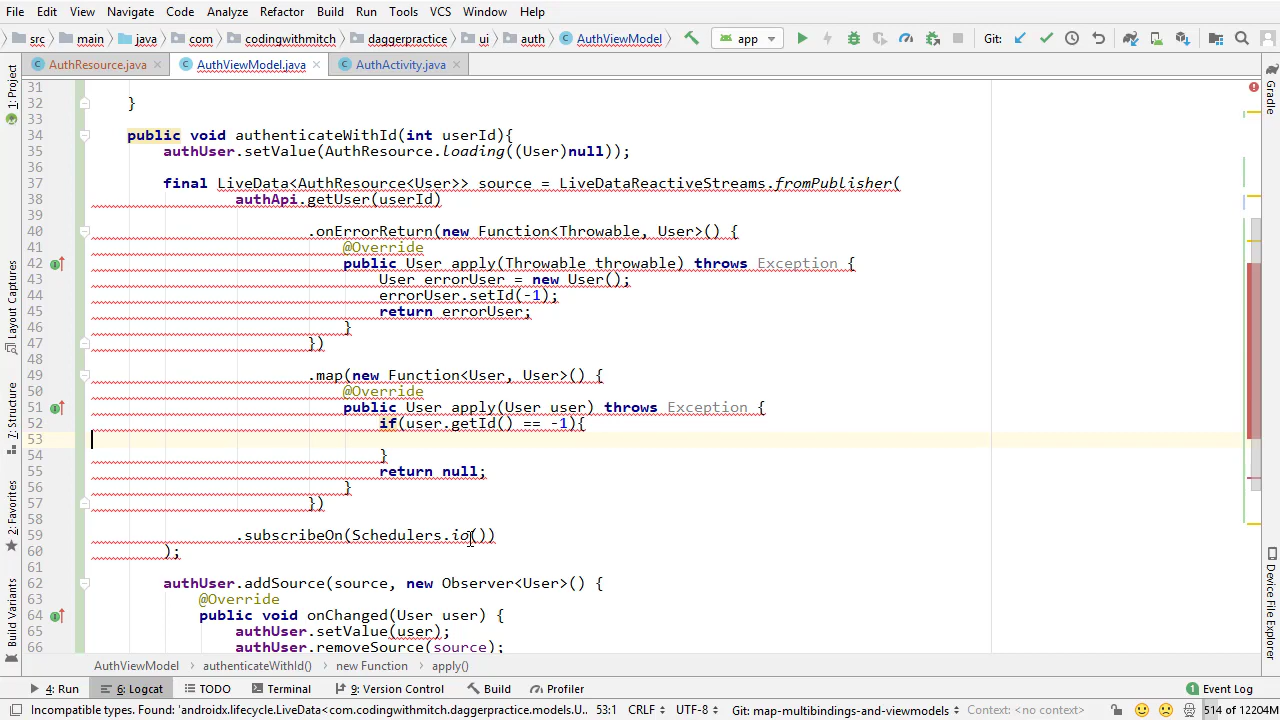 File Edit View Navigate Code Analyze Refactor Build Run Tools VCS Window Help
src main java com codingwithmitch daggerpractice ui auth AuthViewModel app Git:
AuthResource.java AuthViewModel.java AuthActivity.java
1: Project
Layout Captures
7: Structure
2: Favorites
Build Variants
31
32 }
33
34 public void authenticateWithId(int userId){
35 authUser.setValue(AuthResource.loading((User)null));
36
37 final LiveData<AuthResource<User>> source = LiveDataReactiveStreams.fromPublisher(
38 authApi.getUser(userId)
39
40 .onErrorReturn(new Function<Throwable, User>() {
41 @Override
42 public User apply(Throwable throwable) throws Exception {
43 User errorUser = new User();
44 errorUser.setId(-1);
45 return errorUser;
46 }
47 })
48
49 .map(new Function<User, User>() {
50 @Override
51 public User apply(User user) throws Exception {
52 if(user.getId() == -1){
53
54 }
55 return null;
56 }
57 })
58
59 .subscribeOn(Schedulers.io())
60 );
61
62 authUser.addSource(source, new Observer<User>() {
63 @Override
64 public void onChanged(User user) {
65 authUser.setValue(user);
66 authUser.removeSource(source);
Gradle
Device File Explorer
AuthViewModel authenticateWithId() new Function apply()
4: Run 6: Logcat TODO Terminal 9: Version Control Build Profiler 1 Event Log
Incompatible types. Found: 'androidx.lifecycle.LiveData<com.codingwithmitch.daggerpractice.models.U... 53:1 CRLF UTF-8 Git: map-multibindings-and-viewmodels Context: <no context> 514 of 12204M